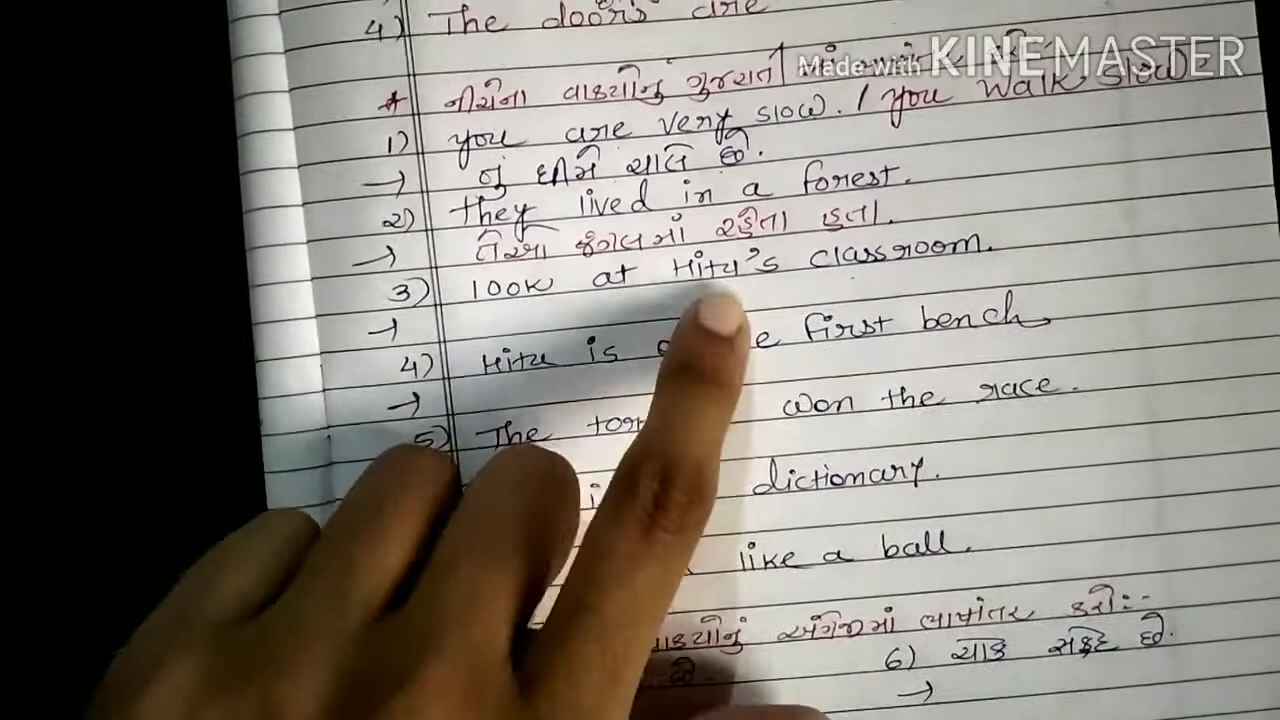 4) The doors are
Made with KINEMASTER
* નીચેના વાક્યોનું ગુજરાતી
1) you are very slow. / you walk slow
→ તું ધીમે ચાલે છે.
2) they lived in a forest.
→ તેઓ જંગલમાં રહેતા હતા.
3) look at Hitu's classroom.
→
4) Hitu is first bench
→
5) The won the race.
dictionary.
like a ball.
વાક્યોનું અંગ્રેજીમાં ભાષાંતર કરો:-
છે. 6) ચાક સફેદ છે.
→